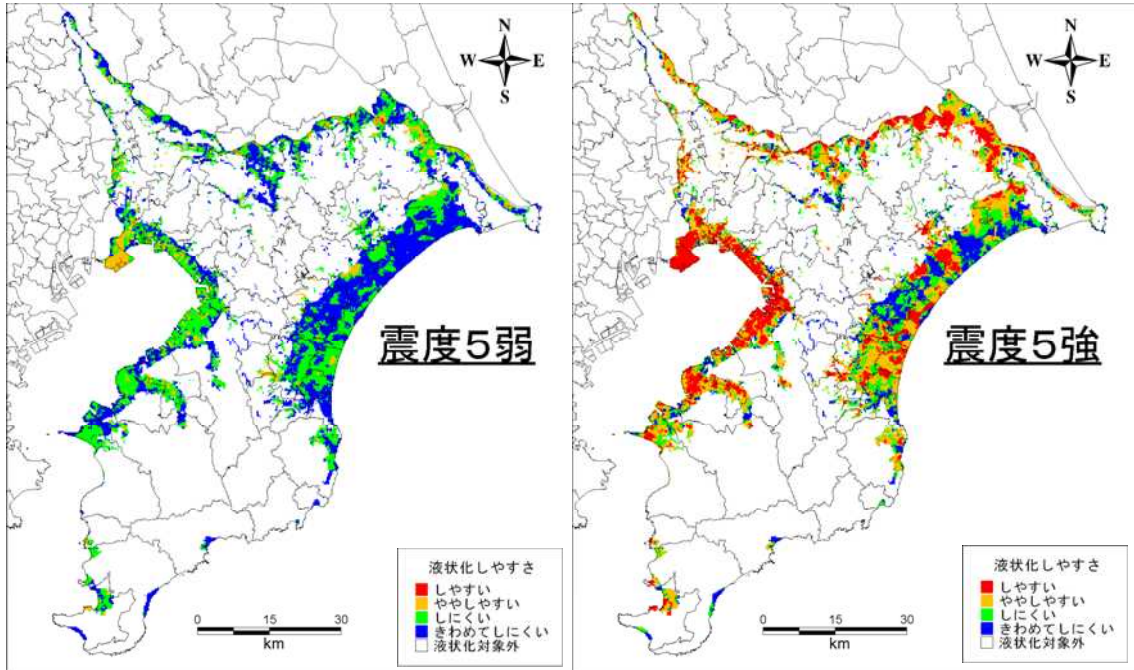 N
W E
S
震度5弱
液状化しやすさ
しやすい
ややしやすい
しにくい
きわめてしにくい
液状化対象外
0 15 30
km
N
W E
S
震度5強
液状化しやすさ
しやすい
ややしやすい
しにくい
きわめてしにくい
液状化対象外
0 15 30
km